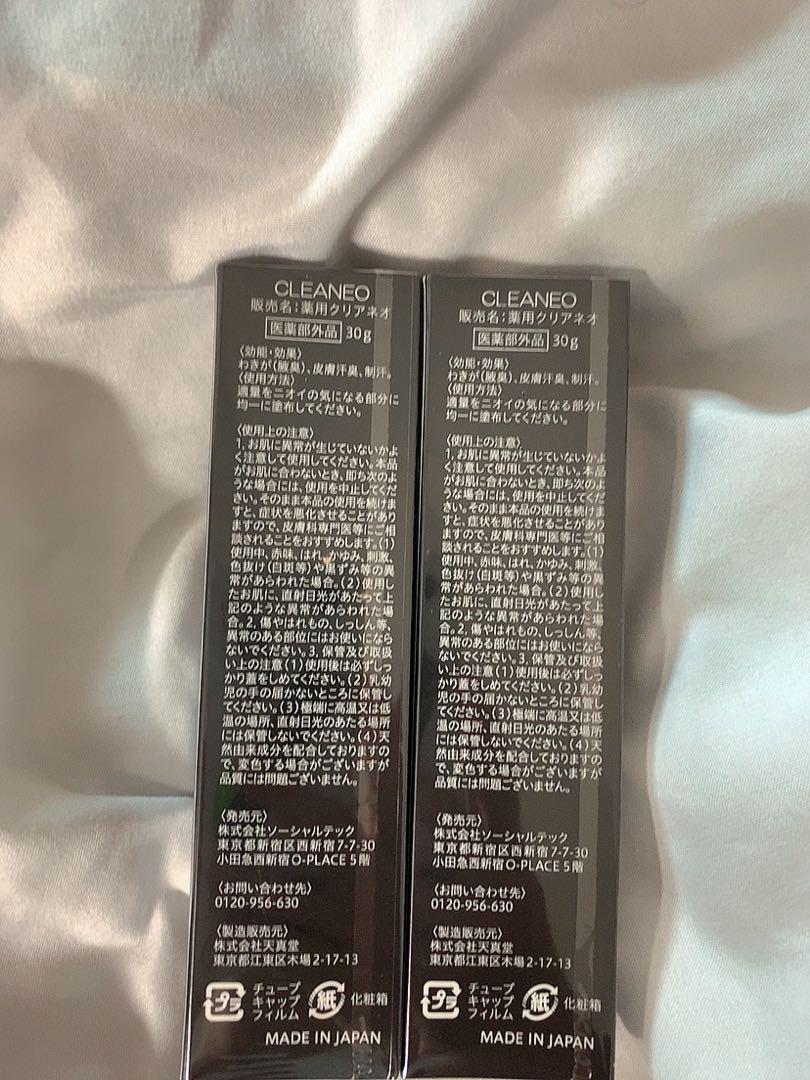 CLEANEO
販売名:薬用クリアネオ
医薬部外品 30g
〈効能・効果〉
わきが(腋臭)、皮膚汗臭、制汗。
〈使用方法〉
適量をニオイの気になる部分に
均一に塗布してください。
〈使用上の注意〉
1.お肌に異常が生じていないかよ
く注意して使用してください。本品
がお肌に合わないとき、即ち次のよ
うな場合には、使用を中止してくだ
さい。そのまま本品の使用を続けま
すと、症状を悪化させることがあり
ますので、皮膚科専門医等にご相
談されることをおすすめします。(1)
使用中、赤味、はれ、かゆみ、刺激、
色抜け(白斑等)や黒ずみ等の異
常があらわれた場合。(2)使用し
たお肌に、直射日光があたって上
記のような異常があらわれた場
合。2.傷やはれもの、しっしん等、
異常のある部位にはお使いになら
ないでください。3.保管及び取扱
い上の注意(1)使用後は必ずしっ
かり蓋をしめてください。(2)乳幼
児の手の届かないところに保管し
てください。(3)極端に高温又は低
温の場所、直射日光のあたる場所
には保管しないでください。(4)天
然由来成分を配合しておりますの
で、変色する場合がございますが
品質には問題ございません。
〈発売元〉
株式会社ソーシャルテック
東京都新宿区西新宿7-7-30
小田急西新宿O-PLACE 5階
〈お問い合わせ先〉
0120-956-630
〈製造販売元〉
株式会社天真堂
東京都江東区木場2-17-13
プラ チューブ
キャップ
フィルム
紙 化粧箱
MADE IN JAPAN
CLEANEO
販売名:薬用クリアネオ
医薬部外品 30g
〈効能・効果〉
わきが(腋臭)、皮膚汗臭、制汗。
〈使用方法〉
適量をニオイの気になる部分に
均一に塗布してください。
〈使用上の注意〉
1.お肌に異常が生じていないかよ
く注意して使用してください。本品
がお肌に合わないとき、即ち次のよ
うな場合には、使用を中止してくだ
さい。そのまま本品の使用を続けま
すと、症状を悪化させることがあり
ますので、皮膚科専門医等にご相
談されることをおすすめします。(1)
使用中、赤味、はれ、かゆみ、刺激、
色抜け(白斑等)や黒ずみ等の異
常があらわれた場合。(2)使用し
たお肌に、直射日光があたって上
記のような異常があらわれた場
合。2.傷やはれもの、しっしん等、
異常のある部位にはお使いになら
ないでください。3.保管及び取扱
い上の注意(1)使用後は必ずしっ
かり蓋をしめてください。(2)乳幼
児の手の届かないところに保管し
てください。(3)極端に高温又は低
温の場所、直射日光のあたる場所
には保管しないでください。(4)天
然由来成分を配合しておりますの
で、変色する場合がございますが
品質には問題ございません。
〈発売元〉
株式会社ソーシャルテック
東京都新宿区西新宿7-7-30
小田急西新宿O-PLACE 5階
〈お問い合わせ先〉
0120-956-630
〈製造販売元〉
株式会社天真堂
東京都江東区木場2-17-13
プラ チューブ
キャップ
フィルム
紙 化粧箱
MADE IN JAPAN